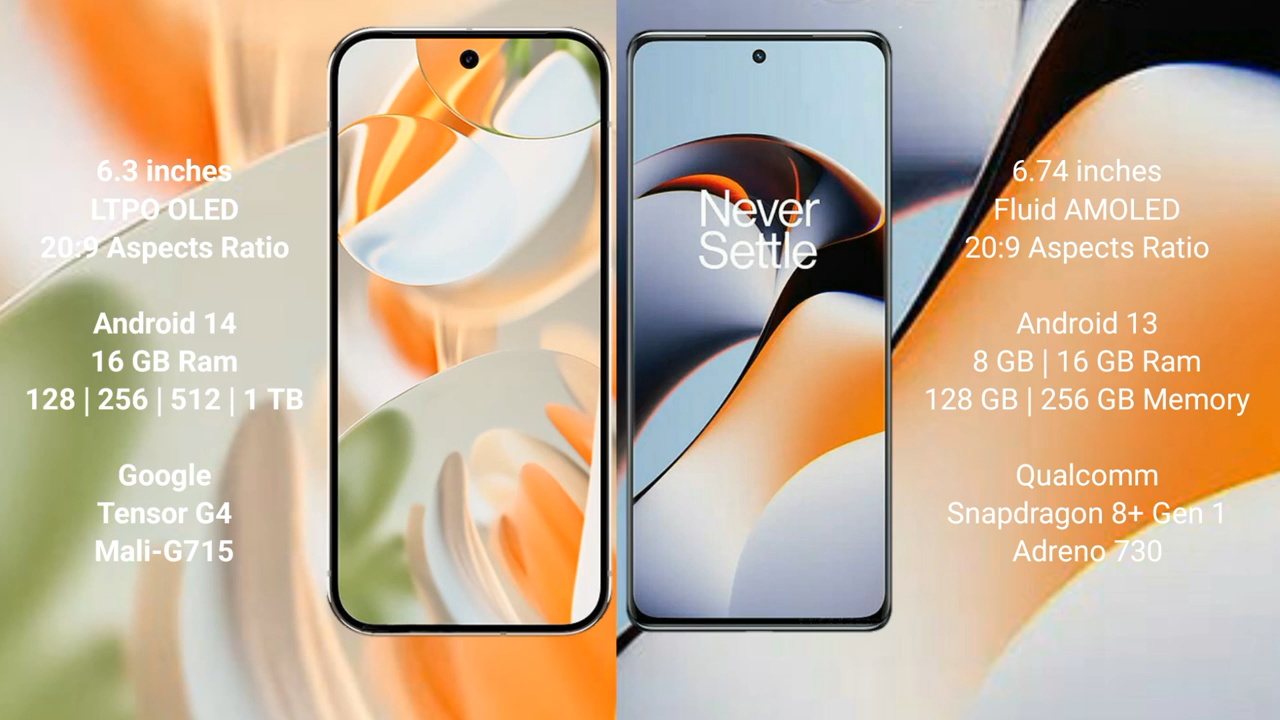 6.3 inches
LTPO OLED
20:9 Aspects Ratio
Android 14
16 GB Ram
128 | 256 | 512 | 1 TB
Google
Tensor G4
Mali-G715
Never
Settle
6.74 inches
Fluid AMOLED
20:9 Aspects Ratio
Android 13
8 GB | 16 GB Ram
128 GB | 256 GB Memory
Qualcomm
Snapdragon 8+ Gen 1
Adreno 730